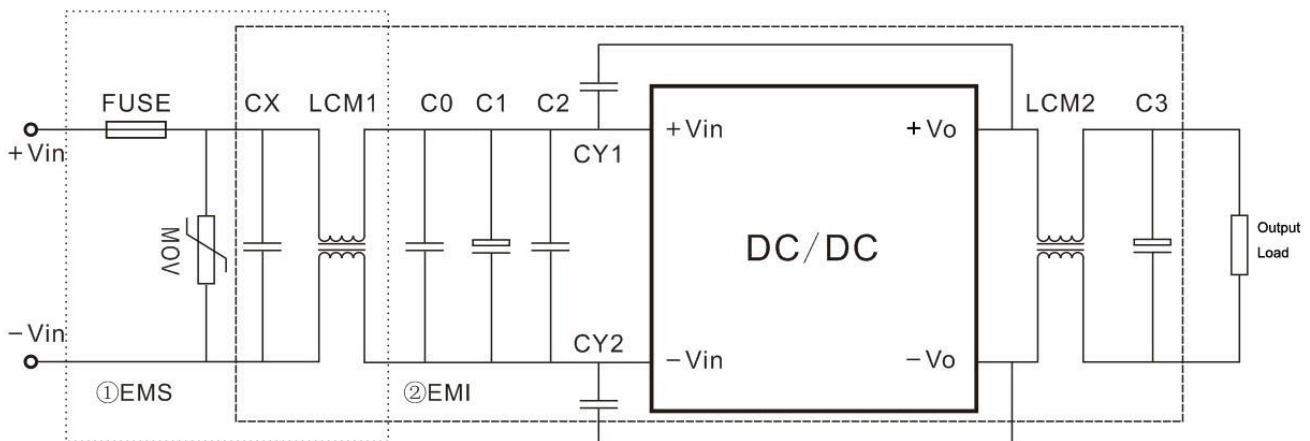 FUSE
CX
LCM1
C0
C1
C2
LCM2
C3
+Vin
CY1
+Vin
+Vo
MOV
DC/DC
Output
Load
-Vin
CY2
-Vin
-Vo
①EMS
②EMI